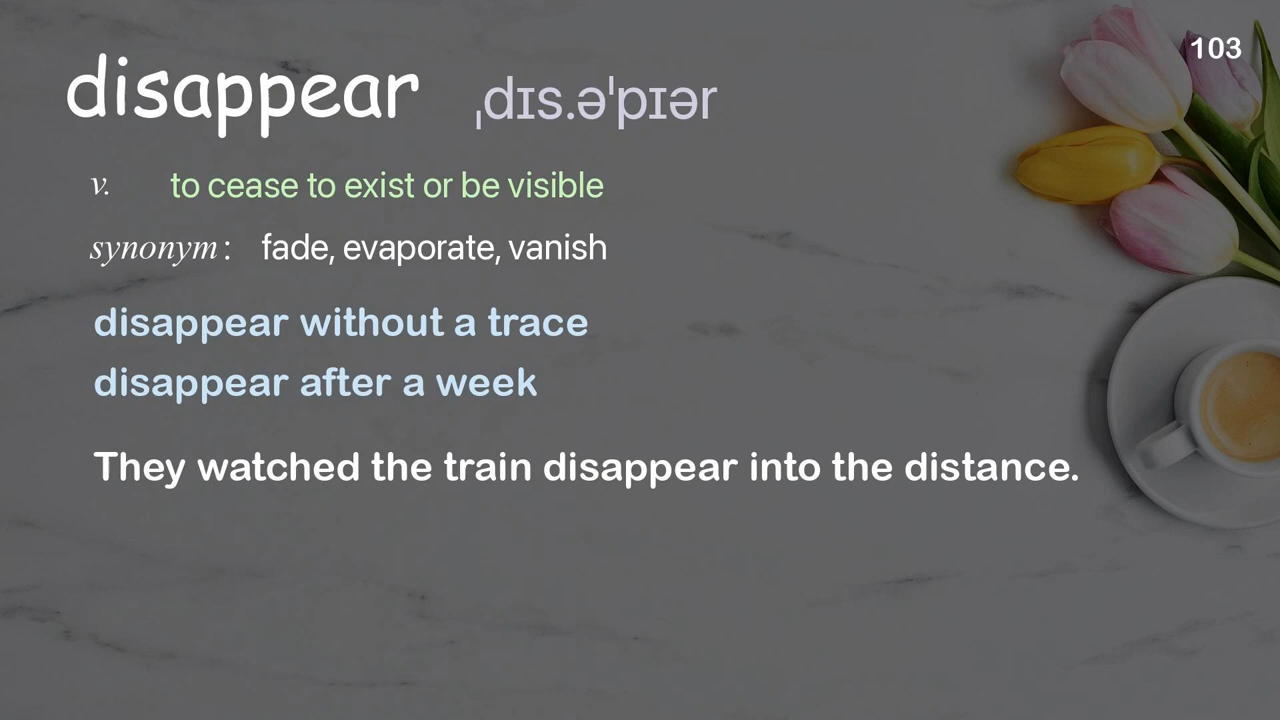 103
disappear ˌdɪs.əˈpɪər
v. to cease to exist or be visible
synonym: fade, evaporate, vanish
disappear without a trace
disappear after a week
They watched the train disappear into the distance.